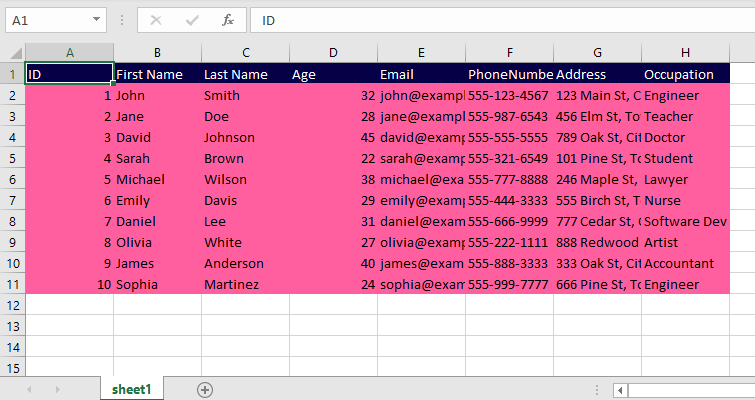 A1 fx ID
A B C D E F G H
1 ID First Name Last Name Age Email PhoneNumbe Address Occupation
2 1 John Smith 32 john@exampl 555-123-4567 123 Main St, C Engineer
3 2 Jane Doe 28 jane@exampl 555-987-6543 456 Elm St, To Teacher
4 3 David Johnson 45 david@examp 555-555-5555 789 Oak St, Cit Doctor
5 4 Sarah Brown 22 sarah@examp 555-321-6549 101 Pine St, To Student
6 5 Michael Wilson 38 michael@exa 555-777-8888 246 Maple St, Lawyer
7 6 Emily Davis 29 emily@examp 555-444-3333 555 Birch St, T Nurse
8 7 Daniel Lee 31 daniel@exam 555-666-9999 777 Cedar St, C Software Dev
9 8 Olivia White 27 olivia@examp 555-222-1111 888 Redwood Artist
10 9 James Anderson 40 james@exam 555-888-3333 333 Oak St, Cit Accountant
11 10 Sophia Martinez 24 sophia@exam 555-999-7777 666 Pine St, To Engineer
12
13
14
15
sheet1